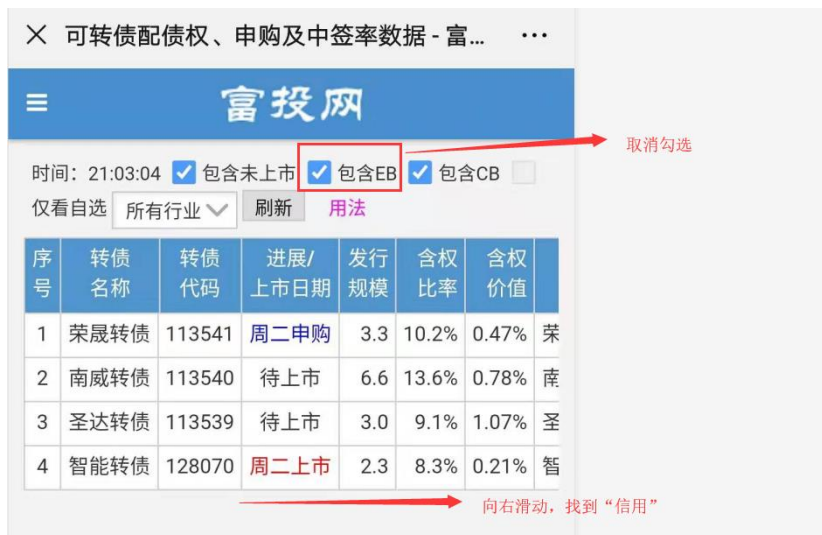 可转债配债权、申购及中签率数据 - 富... ...
富投网
取消勾选
时间：21:03:04 包含未上市 包含EB 包含CB
仅看自选 所有行业 刷新 用法
序号 转债名称 转债代码 进展/上市日期 发行规模 含权比率 含权价值
1 荣晟转债 113541 周二申购 3.3 10.2% 0.47% 荣
2 南威转债 113540 待上市 6.6 13.6% 0.78% 南
3 圣达转债 113539 待上市 3.0 9.1% 1.07% 圣
4 智能转债 128070 周二上市 2.3 8.3% 0.21% 智
向右滑动，找到“信用”